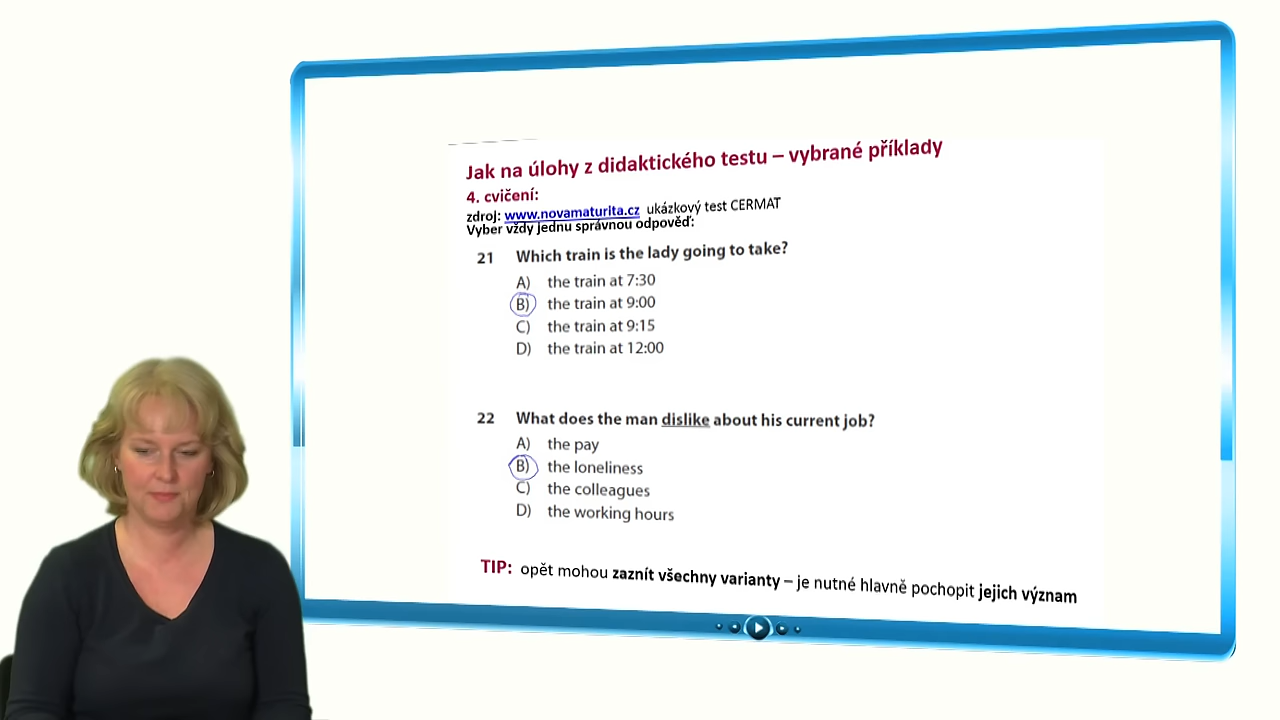 Jak na úlohy z didaktického testu – vybrané příklady
4. cvičení:
zdroj: www.novamaturita.cz ukázkový test CERMAT
Vyber vždy jednu správnou odpověď:
21 Which train is the lady going to take?
A) the train at 7:30
B) the train at 9:00
C) the train at 9:15
D) the train at 12:00
22 What does the man dislike about his current job?
A) the pay
B) the loneliness
C) the colleagues
D) the working hours
TIP: opět mohou zaznít všechny varianty – je nutné hlavně pochopit jejich význam